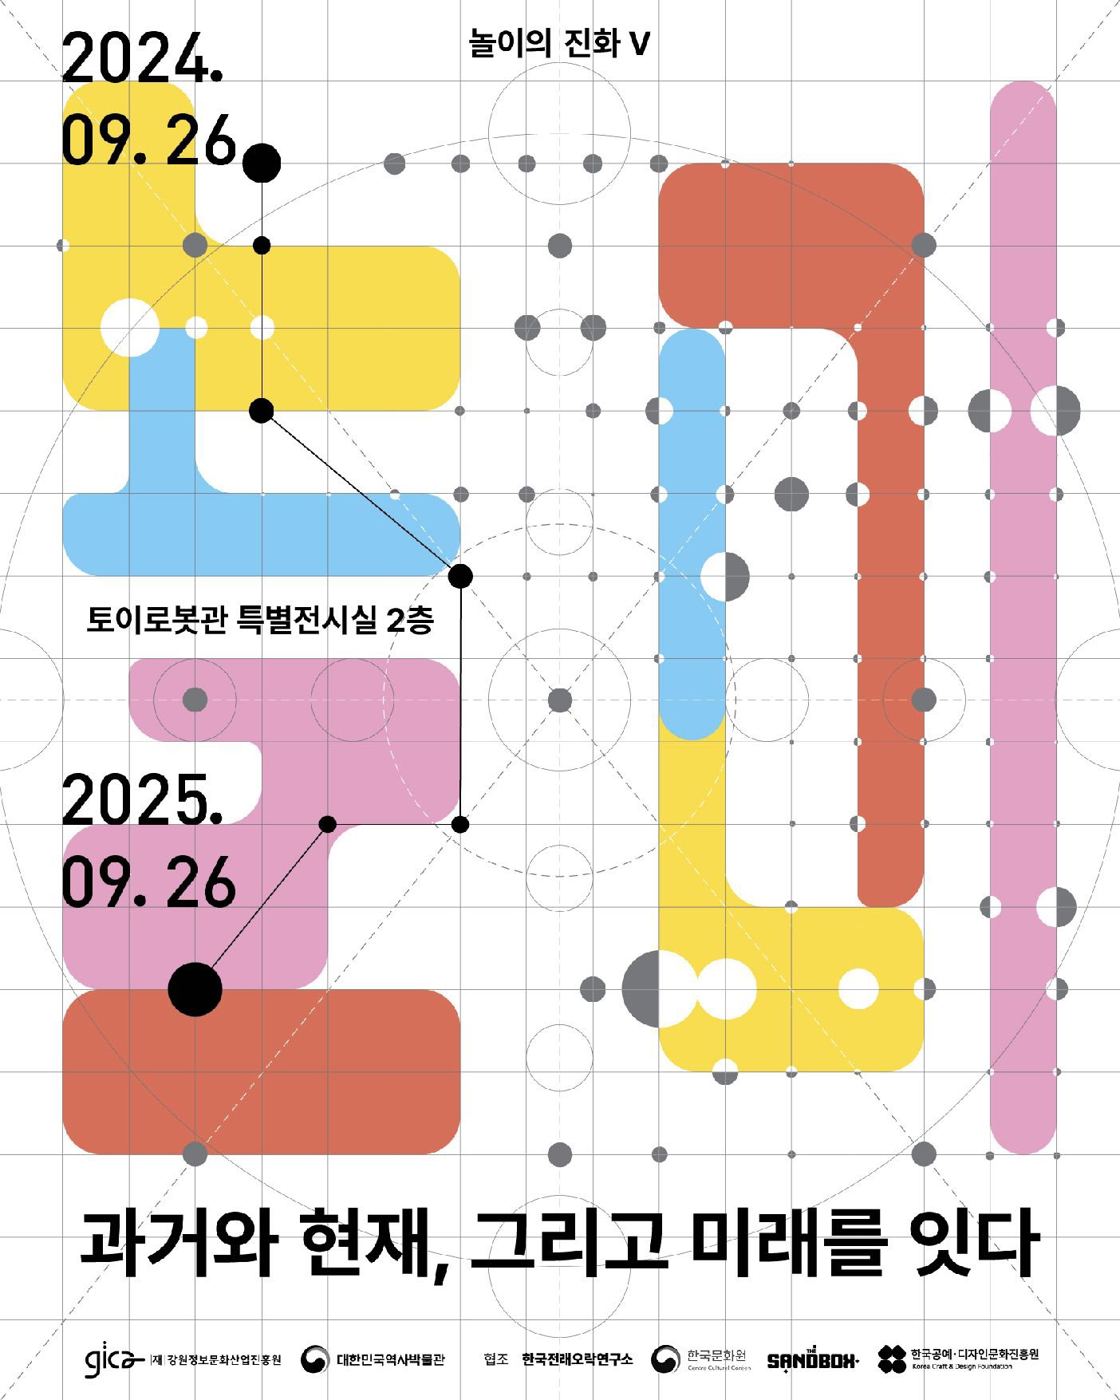 놀이의 진화 V
2024.
09. 26
토이로봇관 특별전시실 2층
2025.
09. 26
과거와 현재, 그리고 미래를 잇다
gica |재| 강원정보문화산업진흥원 대한민국역사박물관 협조 한국전래오락연구소 한국문화원 Centre Culturel Coréen THE SANDBOX 한국공예·디자인문화진흥원 Korea Craft & Design Foundation